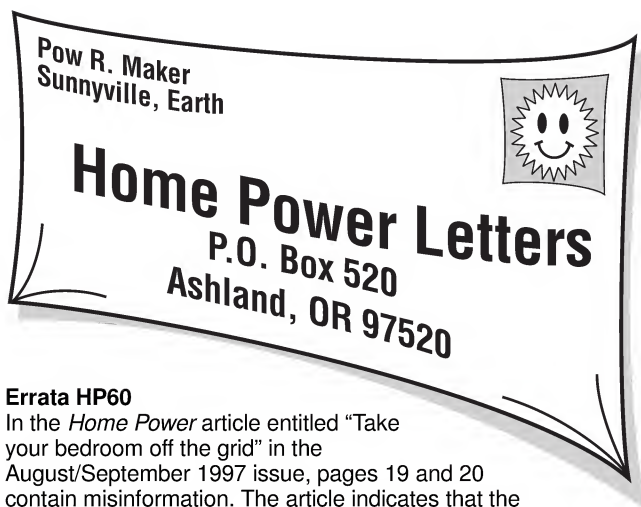 Pow R. Maker
Sunnyville, Earth
Home Power Letters
P.O. Box 520
Ashland, OR 97520
Errata HP60
In the Home Power article entitled “Take
your bedroom off the grid” in the
August/September 1997 issue, pages 19 and 20
contain misinformation. The article indicates that the